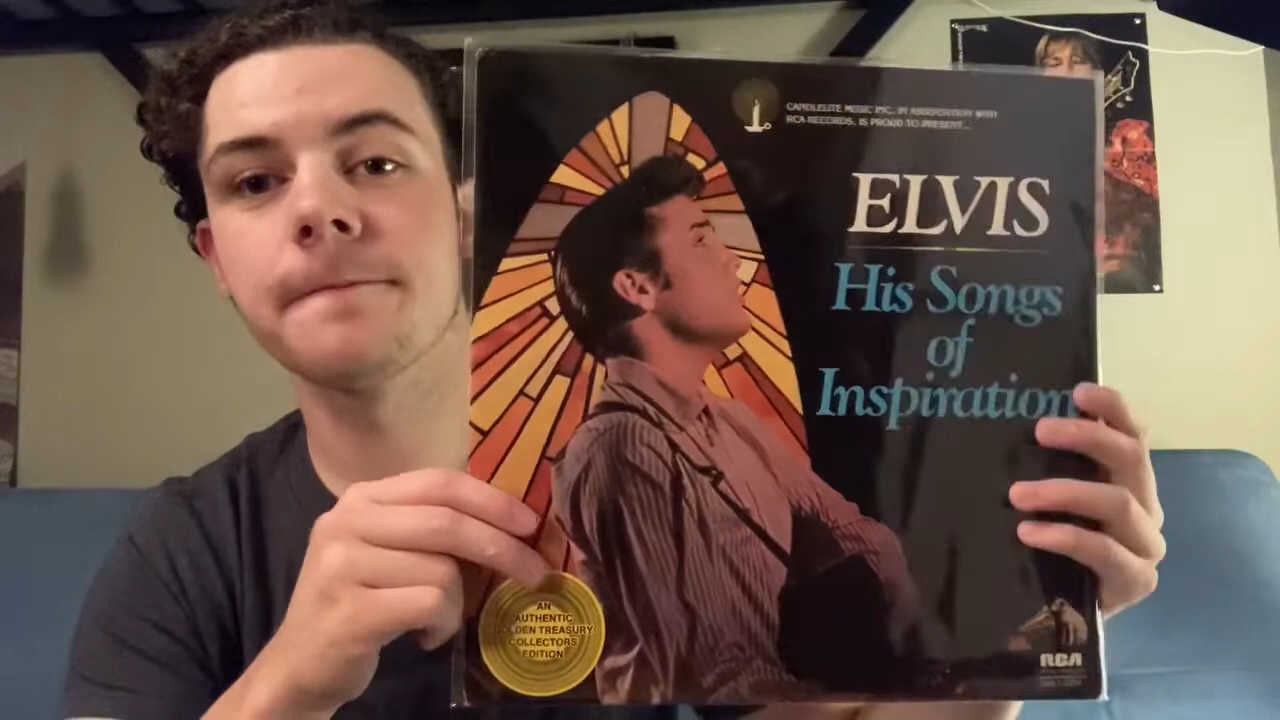 CANDLELITE MUSIC INC., IN ASSOCIATION WITH
RCA RECORDS, IS PROUD TO PRESENT...
ELVIS
His Songs
of
Inspiration
AN
AUTHENTIC
GOLDEN TREASURY
COLLECTORS
EDITION
RCA